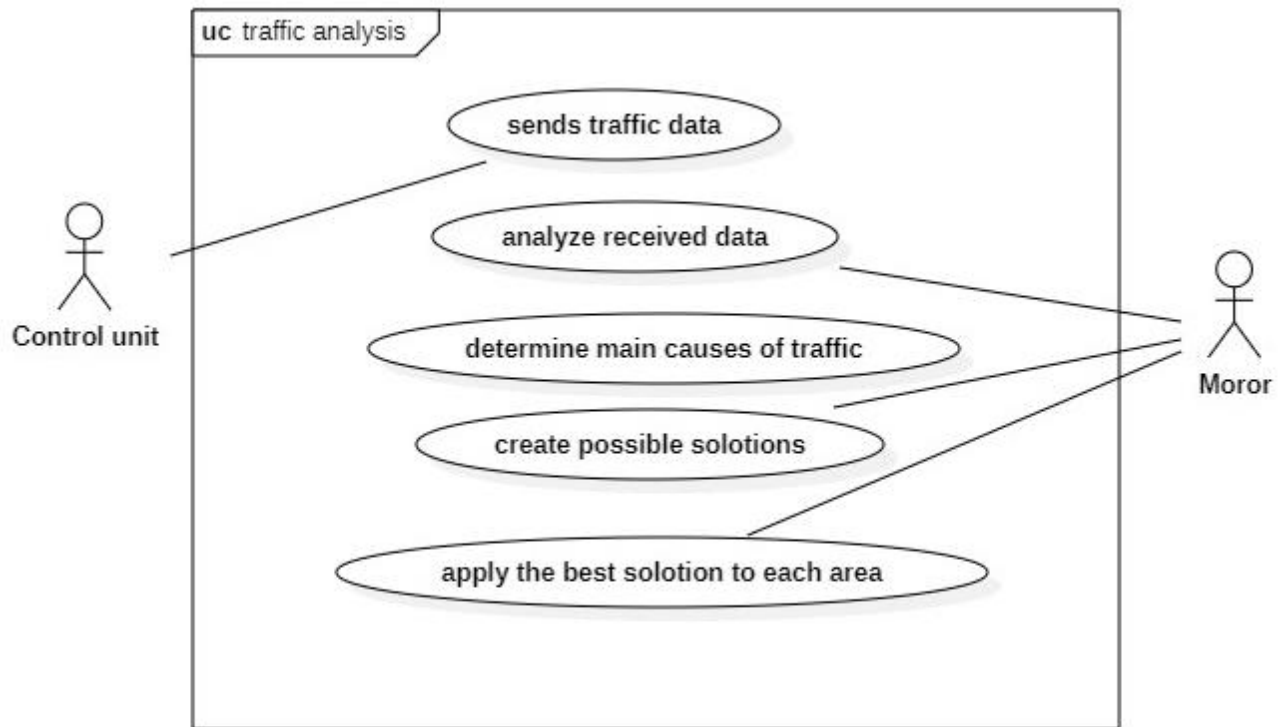 uc traffic analysis
sends traffic data
analyze received data
Control unit
determine main causes of traffic
Moror
create possible solotions
apply the best solotion to each area